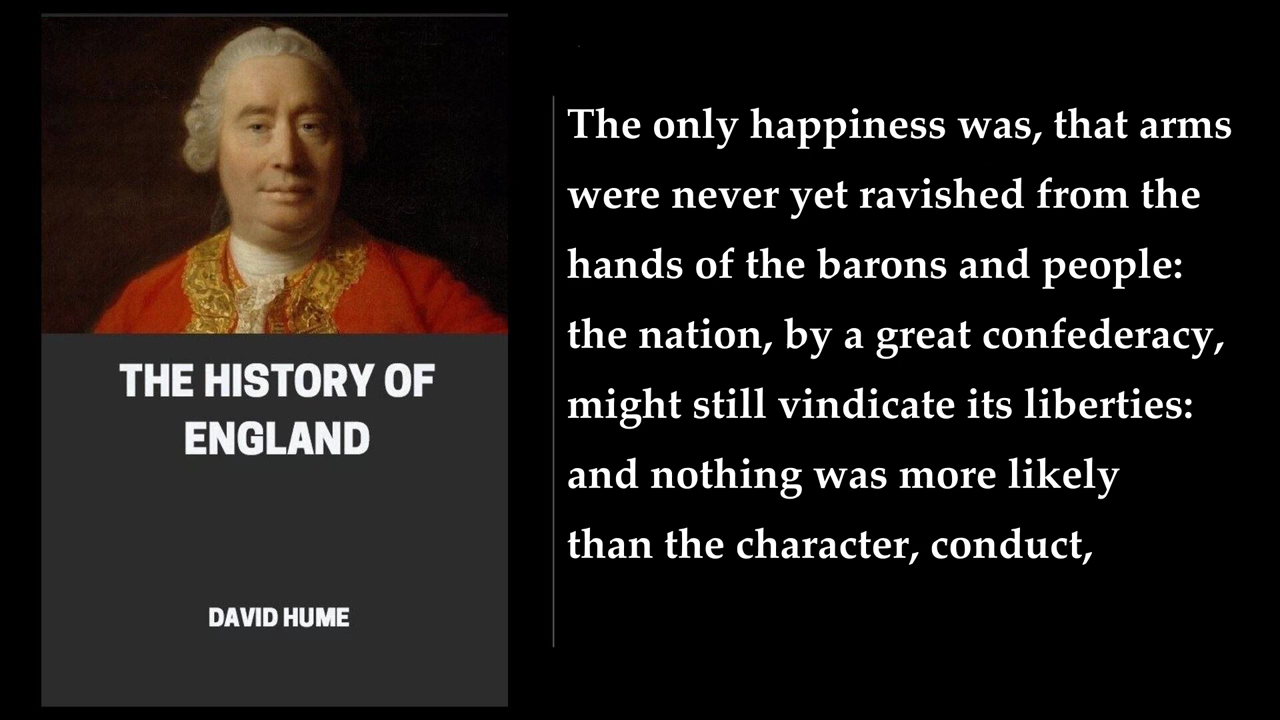 THE HISTORY OF
ENGLAND
DAVID HUME
The only happiness was, that arms
were never yet ravished from the
hands of the barons and people:
the nation, by a great confederacy,
might still vindicate its liberties:
and nothing was more likely
than the character, conduct,